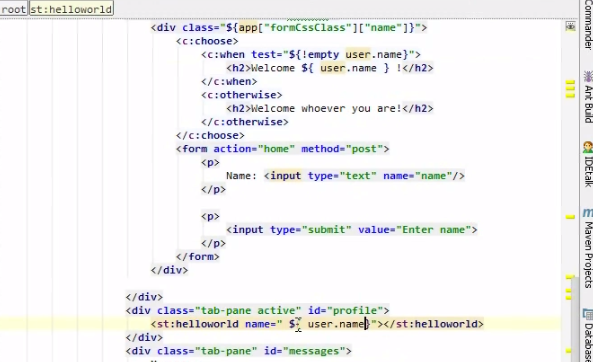 root st:helloworld
<div class="${app["formCssClass"]["name"]}">
<c:choose>
<c:when test="${!empty user.name}">
<h2>Welcome ${ user.name } !</h2>
</c:when>
<c:otherwise>
<h2>Welcome whoever you are!</h2>
</c:otherwise>
</c:choose>
<form action="home" method="post">
<p>
Name: <input type="text" name="name"/>
</p>
<p>
<input type="submit" value="Enter name">
</p>
</form>
</div>
</div>
<div class="tab-pane active" id="profile">
<st:helloworld name=" ${ user.name}"></st:helloworld>
</div>
<div class="tab-pane" id="messages">
Commander
Ant Build
IDEtalk
m Maven Projects
Database